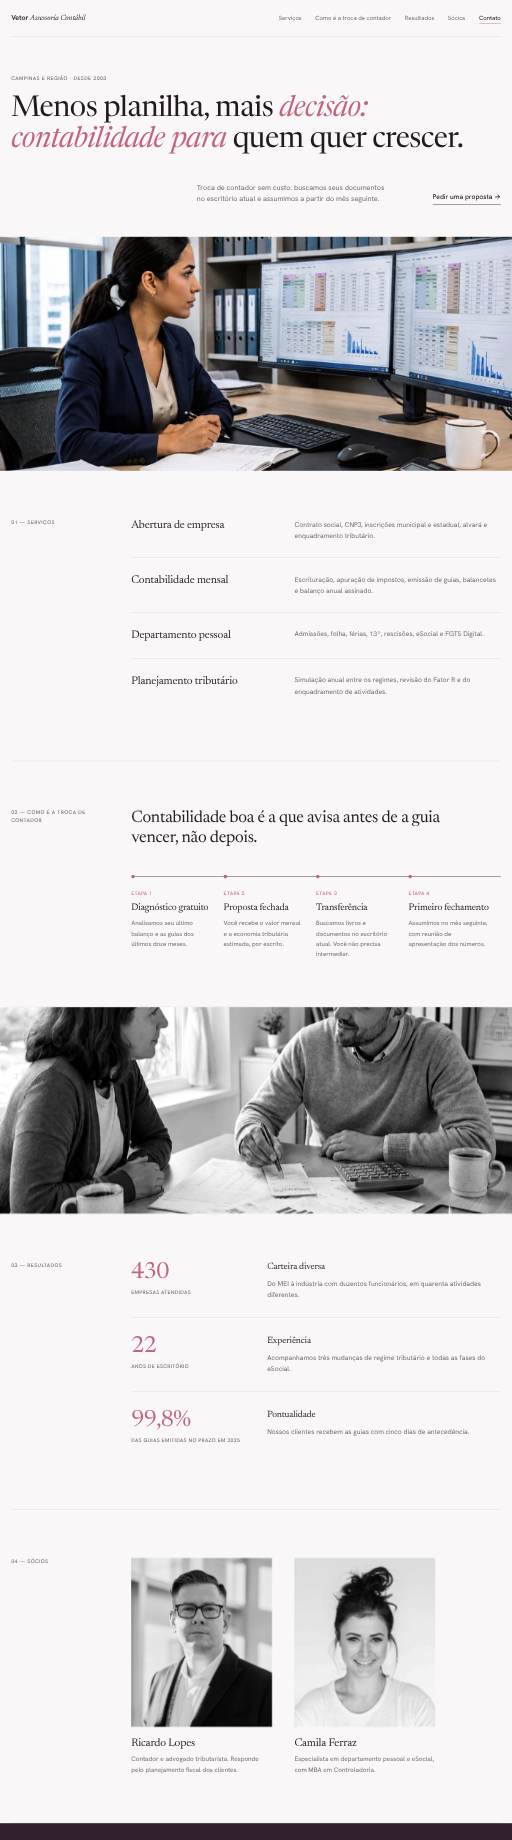 Vetor Assessoria Contábil
Serviços Como é a troca de contador Resultados Sócios Contato
CAMPINAS E REGIÃO · DESDE 2003
Menos planilha, mais decisão:
contabilidade para quem quer crescer.
Troca de contador sem custo: buscamos seus documentos
no escritório atual e assumimos a partir do mês seguinte.
Pedir uma proposta →
01 — SERVIÇOS
Abertura de empresa
Contrato social, CNPJ, inscrições municipal e estadual, alvará e
enquadramento tributário.
Contabilidade mensal
Escrituração, apuração de impostos, emissão de guias, balancetes
e balanço anual assinado.
Departamento pessoal
Admissões, folha, férias, 13º, rescisões, eSocial e FGTS Digital.
Planejamento tributário
Simulação anual entre os regimes, revisão do Fator R e do
enquadramento de atividades.
02 — COMO É A TROCA DE
CONTADOR
Contabilidade boa é a que avisa antes de a guia
vencer, não depois.
ETAPA 1
Diagnóstico gratuito
Analisamos seu último
balanço e as guias dos
últimos doze meses.
ETAPA 2
Proposta fechada
Você recebe o valor mensal
e a economia tributária
estimada, por escrito.
ETAPA 3
Transferência
Buscamos livros e
documentos no escritório
atual. Você não precisa
intermediar.
ETAPA 4
Primeiro fechamento
Assumimos no mês seguinte,
com reunião de
apresentação dos números.
03 — RESULTADOS
430
EMPRESAS ATENDIDAS
Carteira diversa
Do MEI à indústria com duzentos funcionários, em quarenta atividades
diferentes.
22
ANOS DE ESCRITÓRIO
Experiência
Acompanhamos três mudanças de regime tributário e todas as fases do
eSocial.
99,8%
DAS GUIAS EMITIDAS NO PRAZO EM 2025
Pontualidade
Nossos clientes recebem as guias com cinco dias de antecedência.
04 — SÓCIOS
Ricardo Lopes
Contador e advogado tributarista. Responde
pelo planejamento fiscal dos clientes.
Camila Ferraz
Especialista em departamento pessoal e eSocial,
com MBA em Controladoria.